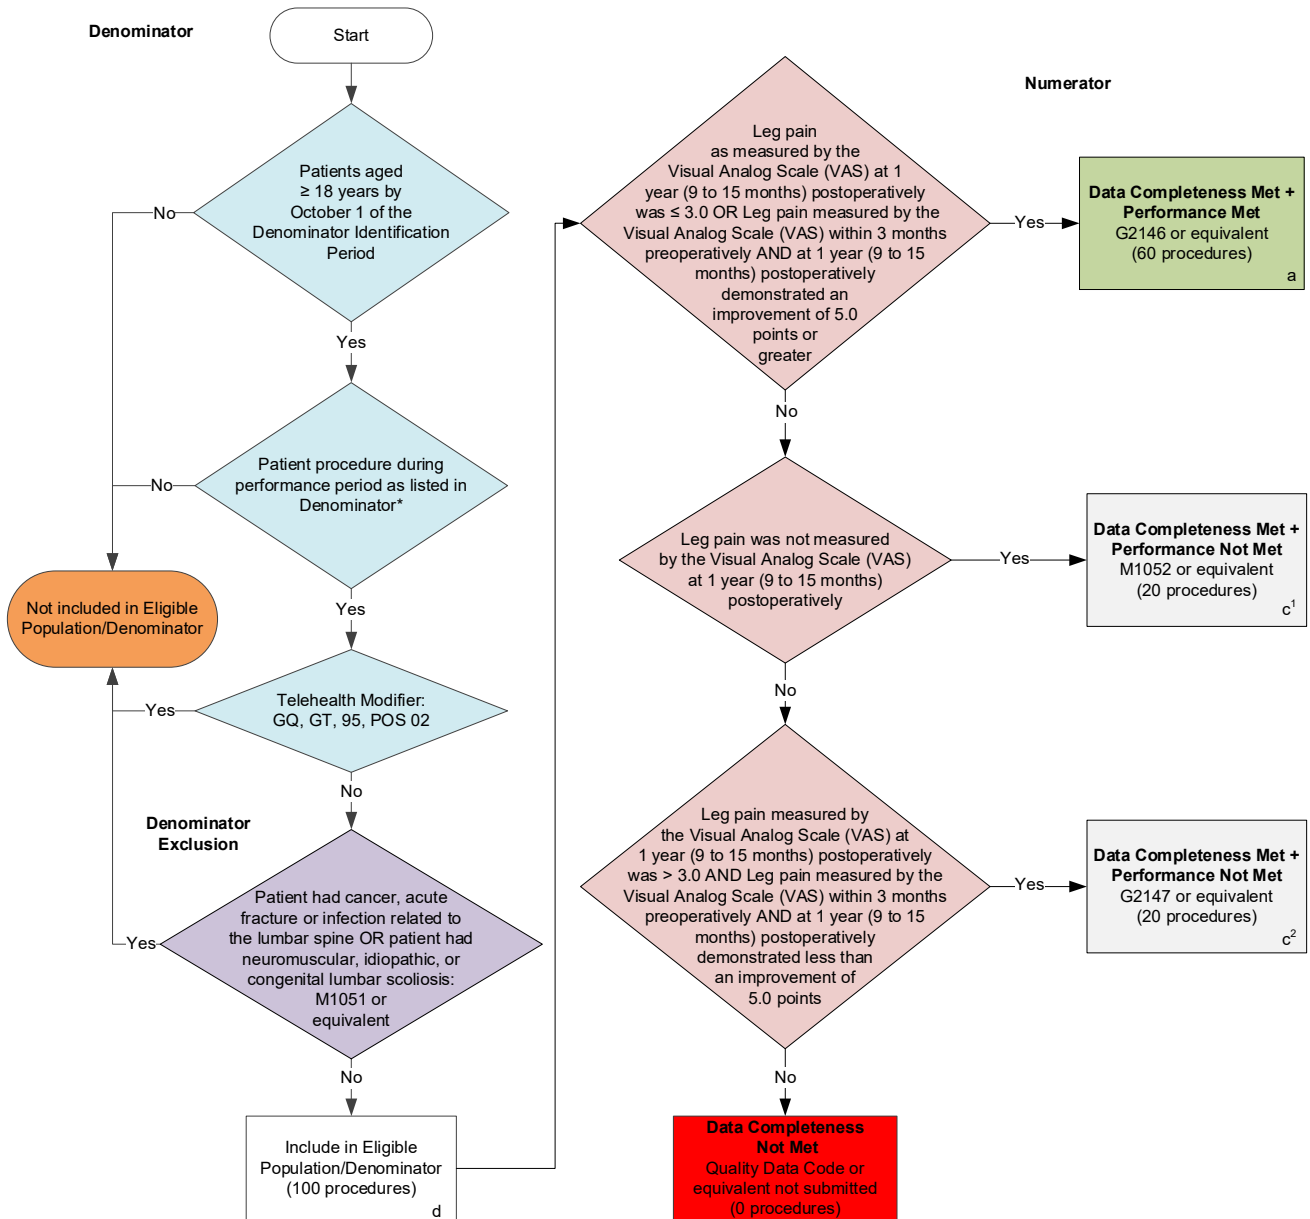 Denominator
Start
Patients aged
≥ 18 years by
October 1 of the
Denominator Identification
Period
No
Yes
Patient procedure during
performance period as listed in
Denominator*
No
Yes
Not included in Eligible
Population/Denominator
Telehealth Modifier:
GQ, GT, 95, POS 02
Yes
No
Denominator
Exclusion
Patient had cancer, acute
fracture or infection related to
the lumbar spine OR patient had
neuromuscular, idiopathic, or
congenital lumbar scoliosis:
M1051 or
equivalent
Yes
No
Include in Eligible
Population/Denominator
(100 procedures)
d
Numerator
Leg pain
as measured by the
Visual Analog Scale (VAS) at 1
year (9 to 15 months) postoperatively
was ≤ 3.0 OR Leg pain measured by the
Visual Analog Scale (VAS) within 3 months
preoperatively AND at 1 year (9 to 15
months) postoperatively
demonstrated an
improvement of 5.0
points or
greater
Yes
Data Completeness Met +
Performance Met
G2146 or equivalent
(60 procedures)
a
No
Leg pain was not measured
by the Visual Analog Scale (VAS)
at 1 year (9 to 15 months)
postoperatively
Yes
Data Completeness Met +
Performance Not Met
M1052 or equivalent
(20 procedures)
c¹
No
Leg pain measured by
the Visual Analog Scale (VAS) at
1 year (9 to 15 months) postoperatively
was > 3.0 AND Leg pain measured by the
Visual Analog Scale (VAS) within 3 months
preoperatively AND at 1 year (9 to 15
months) postoperatively
demonstrated less than
an improvement of
5.0 points
Yes
Data Completeness Met +
Performance Not Met
G2147 or equivalent
(20 procedures)
c²
No
Data Completeness
Not Met
Quality Data Code or
equivalent not submitted
(0 procedures)